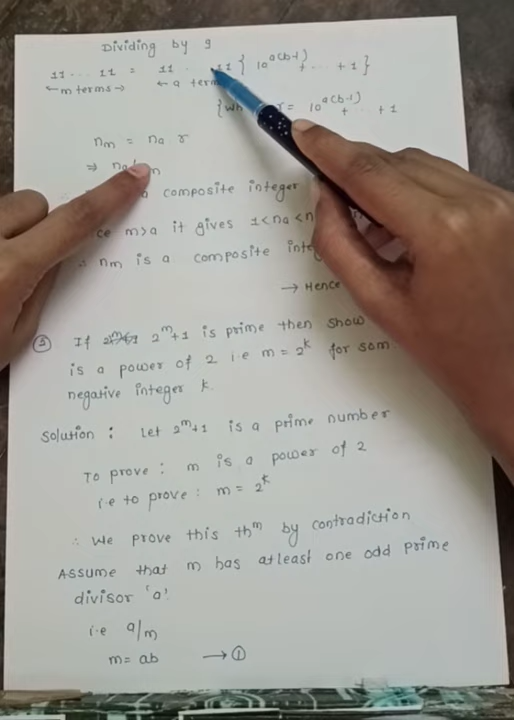 Dividing by 9
11... 11 = 11 ... 11 { 10^a(b-1) + ... + 1 }
←m terms→ ← a
{ r = 10^a(b-1) + ... + 1
n_m = n_a r
⇒
a composite integer
m>a it gives 1 < n_a < n
∴ n_m is a composite
→ Hence
③ If 2^m+1 is prime then show
is a power of 2 i.e m = 2^k for
negative integer k.
Solution : Let 2^m+1 is a prime number
To prove : m is a power of 2
i.e to prove : m = 2^k
∴ We prove this th^m by contradiction
Assume that m has atleast one odd prime
divisor 'a'
i.e a/m
m = ab → ①